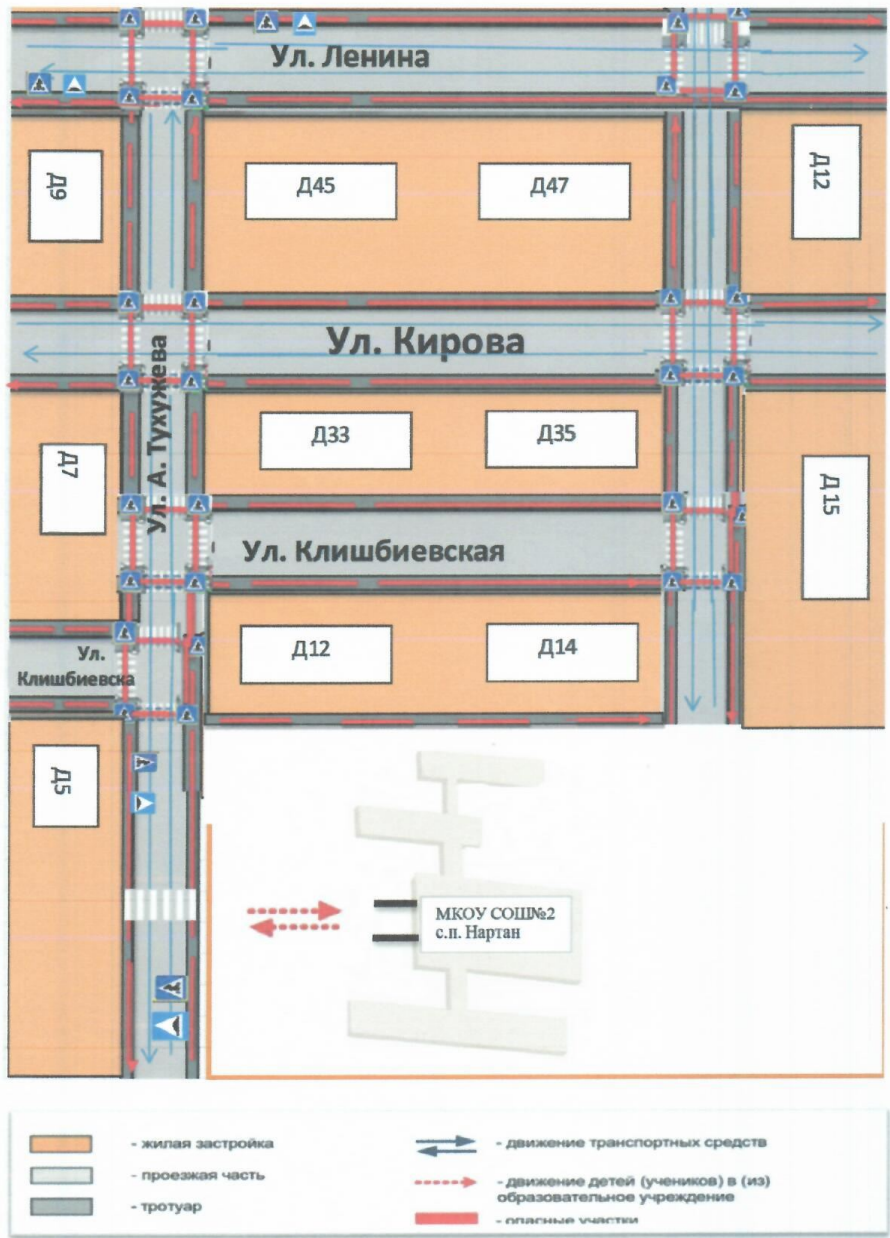 Ул. Ленина
Д9
Д45
Д47
Д12
Ул. Кирова
Ул. А. Тухужева
Д33
Д35
Д7
Д 15
Ул. Клишбиевская
Ул.
Клишбиевска
Д12
Д14
Д5
МКОУ СОШ№2
с.п. Нартан
- жилая застройка
- проезжая часть
- тротуар
- движение транспортных средств
- движение детей (учеников) в (из)
образовательное учреждение
- опасные участки